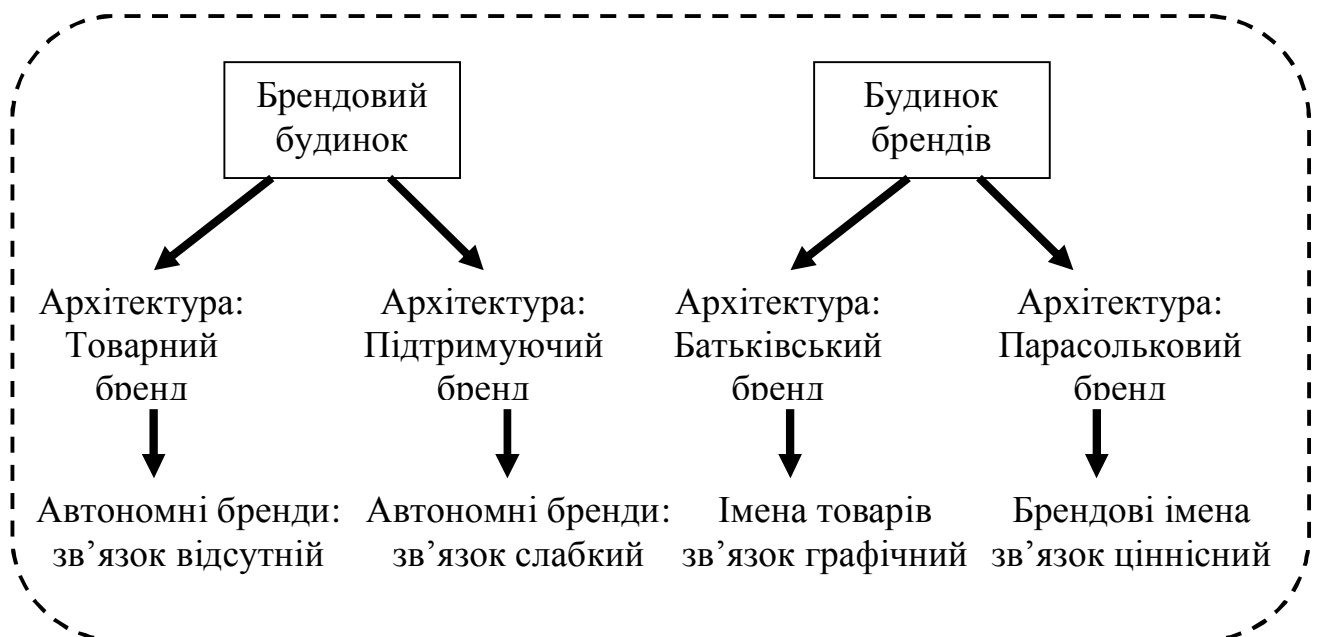 Брендовий
будинок
Будинок
брендів
Архітектура:
Товарний
бренд
Архітектура:
Підтримуючий
бренд
Архітектура:
Батьківський
бренд
Архітектура:
Парасольковий
бренд
Автономні бренди:
зв’язок відсутній
Автономні бренди:
зв’язок слабкий
Імена товарів
зв’язок графічний
Брендові імена
зв’язок ціннісний